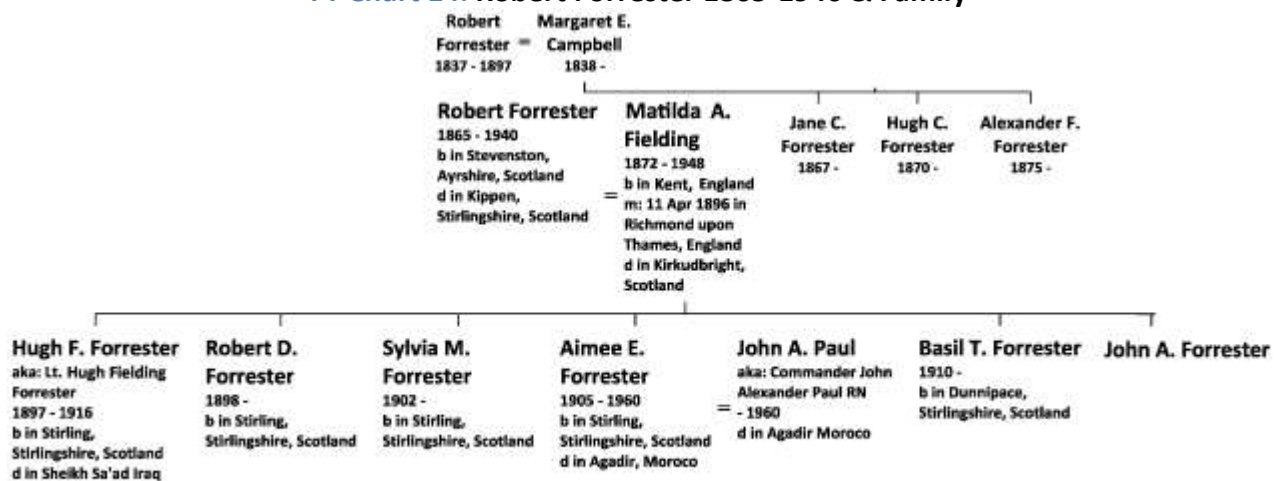 Robert Forrester 1865-1940 & Family
Robert
Forrester
1837 - 1897
=
Margaret E.
Campbell
1838 -
Robert Forrester
1865 - 1940
b in Stevenston,
Ayrshire, Scotland
d in Kippen,
Stirlingshire, Scotland
=
Matilda A.
Fielding
1872 - 1948
b in Kent, England
m: 11 Apr 1896 in
Richmond upon
Thames, England
d in Kirkudbright,
Scotland
Jane C.
Forrester
1867 -
Hugh C.
Forrester
1870 -
Alexander F.
Forrester
1875 -
Hugh F. Forrester
aka: Lt. Hugh Fielding
Forrester
1897 - 1916
b in Stirling,
Stirlingshire, Scotland
d in Sheikh Sa'ad Iraq
Robert D.
Forrester
1898 -
b in Stirling,
Stirlingshire, Scotland
Sylvia M.
Forrester
1902 -
b in Stirling,
Stirlingshire, Scotland
Aimee E.
Forrester
1905 - 1960
b in Stirling,
Stirlingshire, Scotland
d in Agadir, Moroco
=
John A. Paul
aka: Commander John
Alexander Paul RN
- 1960
d in Agadir Moroco
Basil T. Forrester
1910 -
b in Dunnipace,
Stirlingshire, Scotland
John A. Forrester